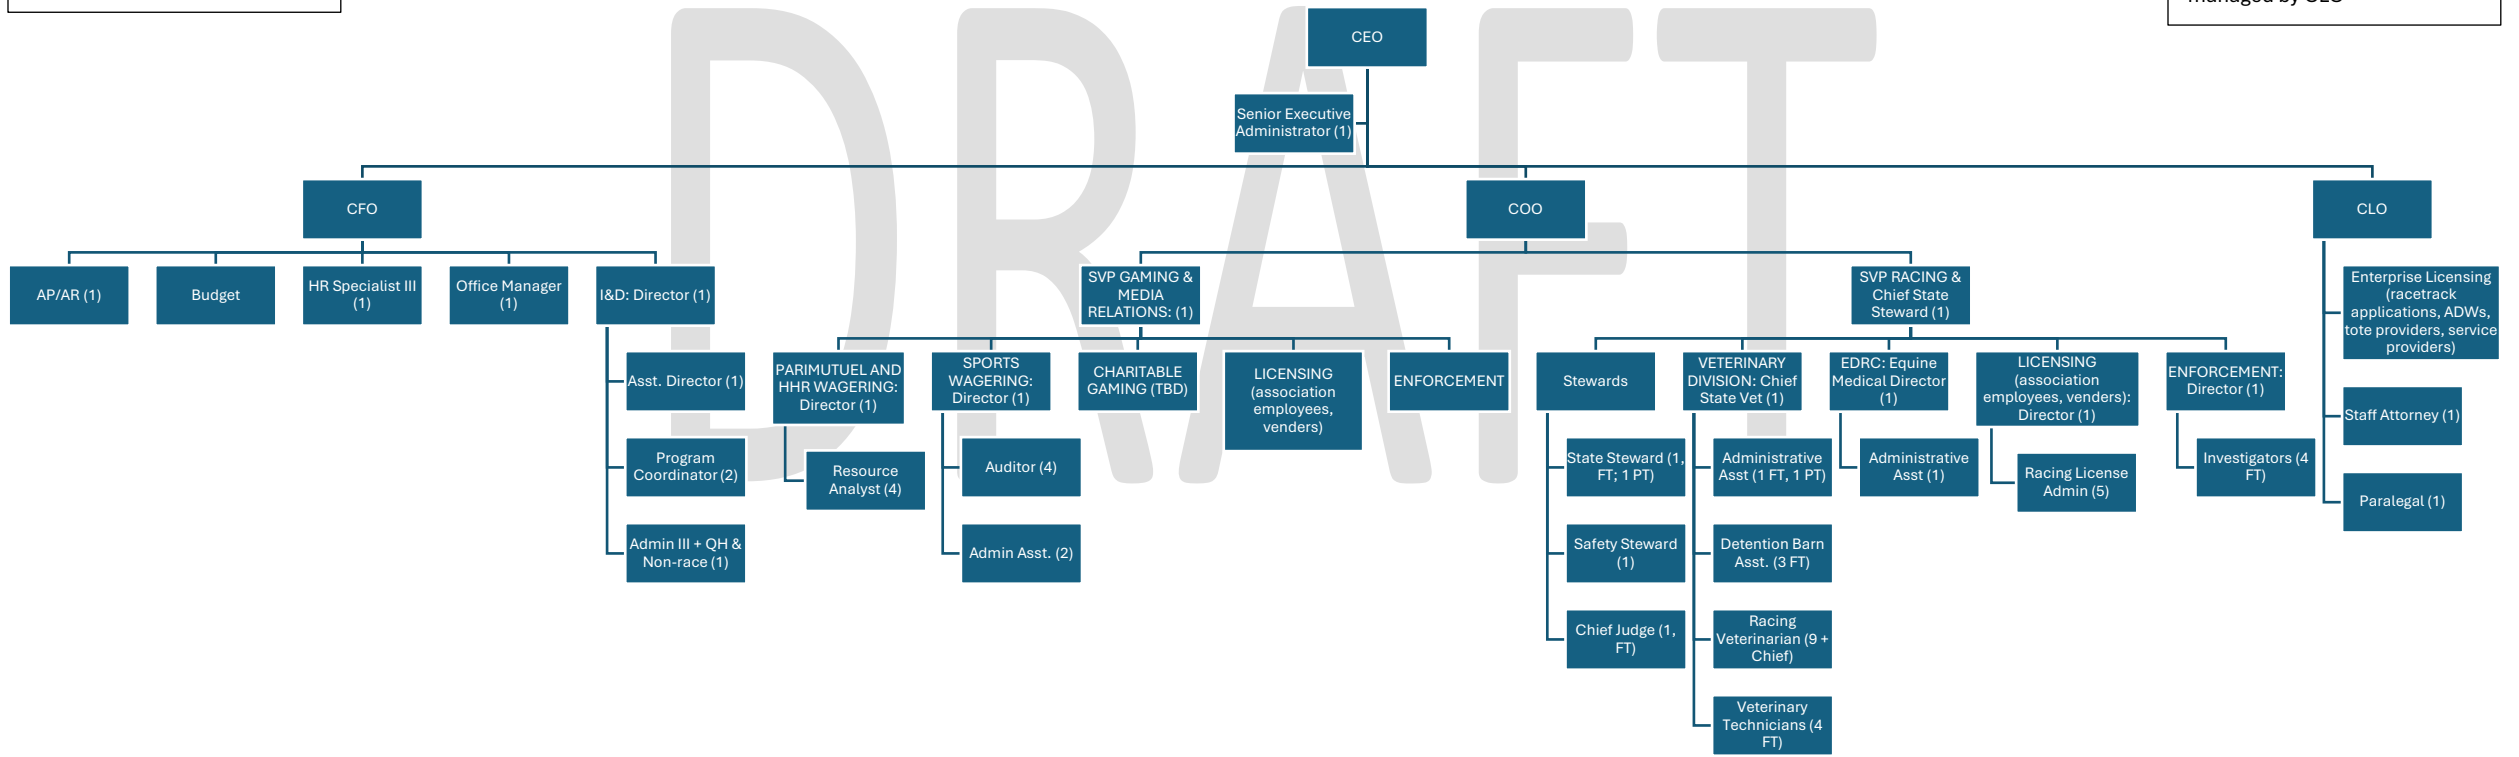 managed by CLO
DRAFT
CEO
Senior Executive
Administrator (1)
CFO
COO
CLO
AP/AR (1)
Budget
HR Specialist III
(1)
Office Manager
(1)
I&D: Director (1)
SVP GAMING &
MEDIA
RELATIONS: (1)
SVP RACING &
Chief State
Steward (1)
Enterprise Licensing
(racetrack
applications, ADWs,
tote providers, service
providers)
Asst. Director (1)
PARIMUTUEL AND
HHR WAGERING:
Director (1)
SPORTS
WAGERING:
Director (1)
CHARITABLE
GAMING (TBD)
LICENSING
(association
employees,
venders)
ENFORCEMENT
Stewards
VETERINARY
DIVISION: Chief
State Vet (1)
EDRC: Equine
Medical Director
(1)
LICENSING
(association
employees, venders):
Director (1)
ENFORCEMENT:
Director (1)
Staff Attorney (1)
Program
Coordinator (2)
Resource
Analyst (4)
Auditor (4)
State Steward (1,
FT; 1 PT)
Administrative
Asst (1 FT, 1 PT)
Administrative
Asst (1)
Racing License
Admin (5)
Investigators (4
FT)
Paralegal (1)
Admin III + QH &
Non-race (1)
Admin Asst. (2)
Safety Steward
(1)
Detention Barn
Asst. (3 FT)
Chief Judge (1,
FT)
Racing
Veterinarian (9 +
Chief)
Veterinary
Technicians (4
FT)